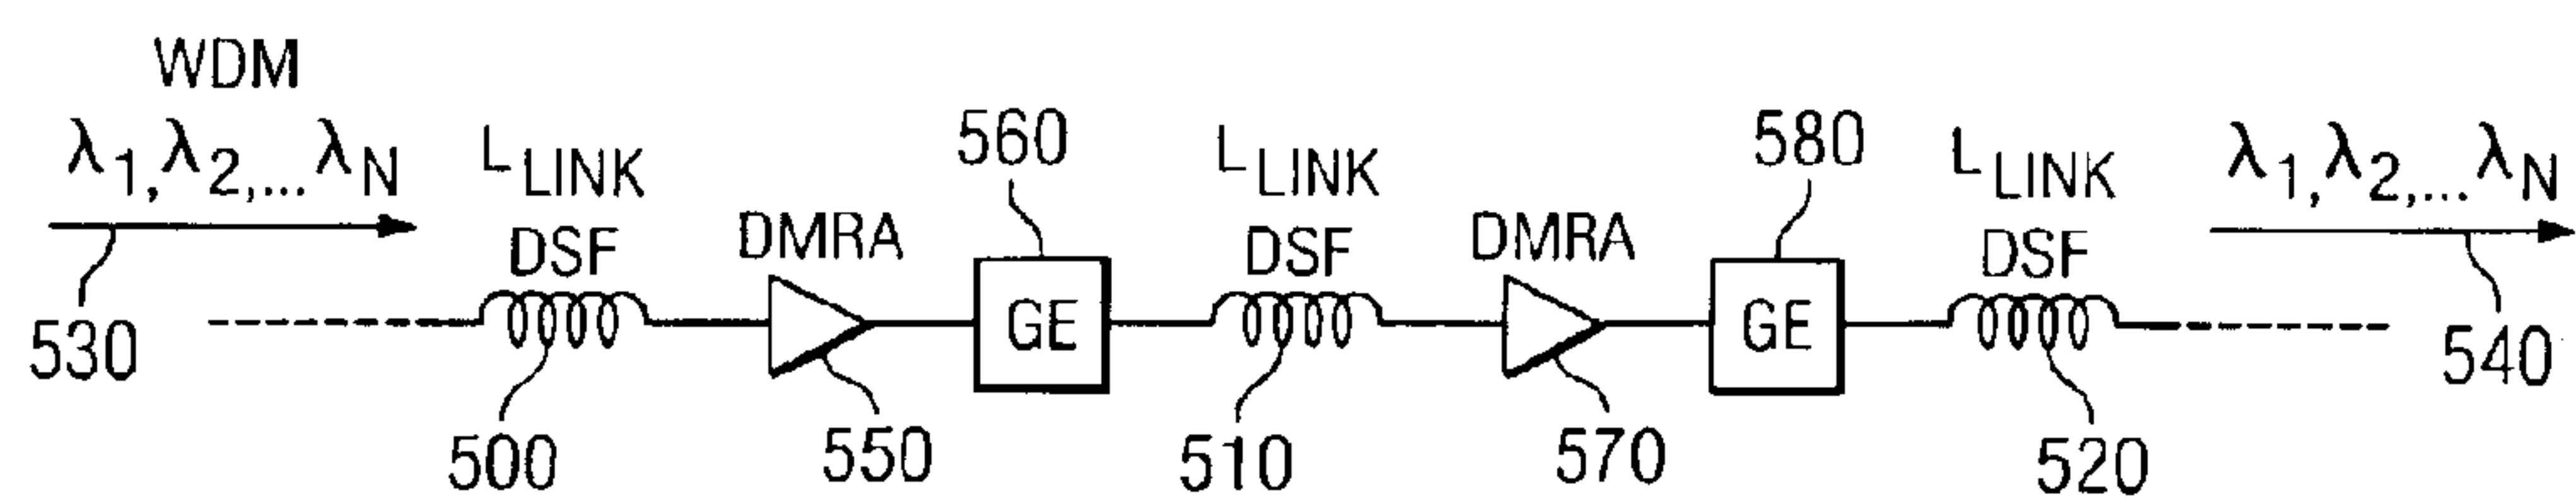 WDM
λ1, λ2,... λN
LLINK
DSF
DMRA
560
GE
LLINK
DSF
DMRA
580
GE
LLINK
DSF
λ1, λ2,... λN
530
500
550
510
570
520
540